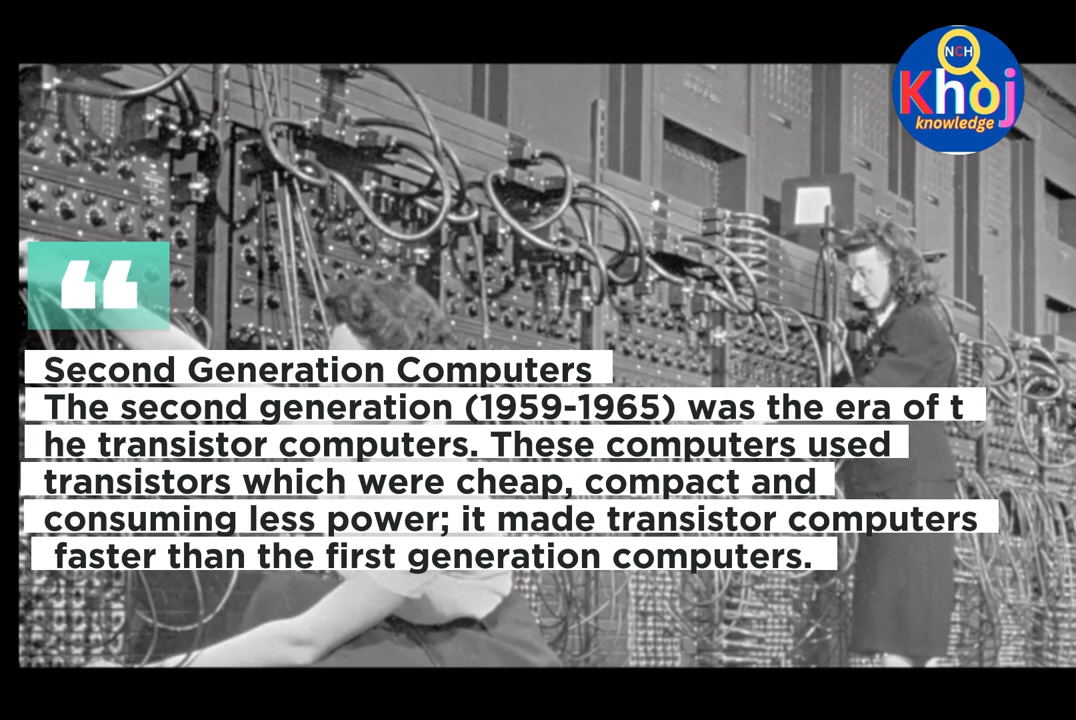 NCH
Khoj
knowledge
“
Second Generation Computers
The second generation (1959-1965) was the era of t
he transistor computers. These computers used
transistors which were cheap, compact and
consuming less power; it made transistor computers
faster than the first generation computers.